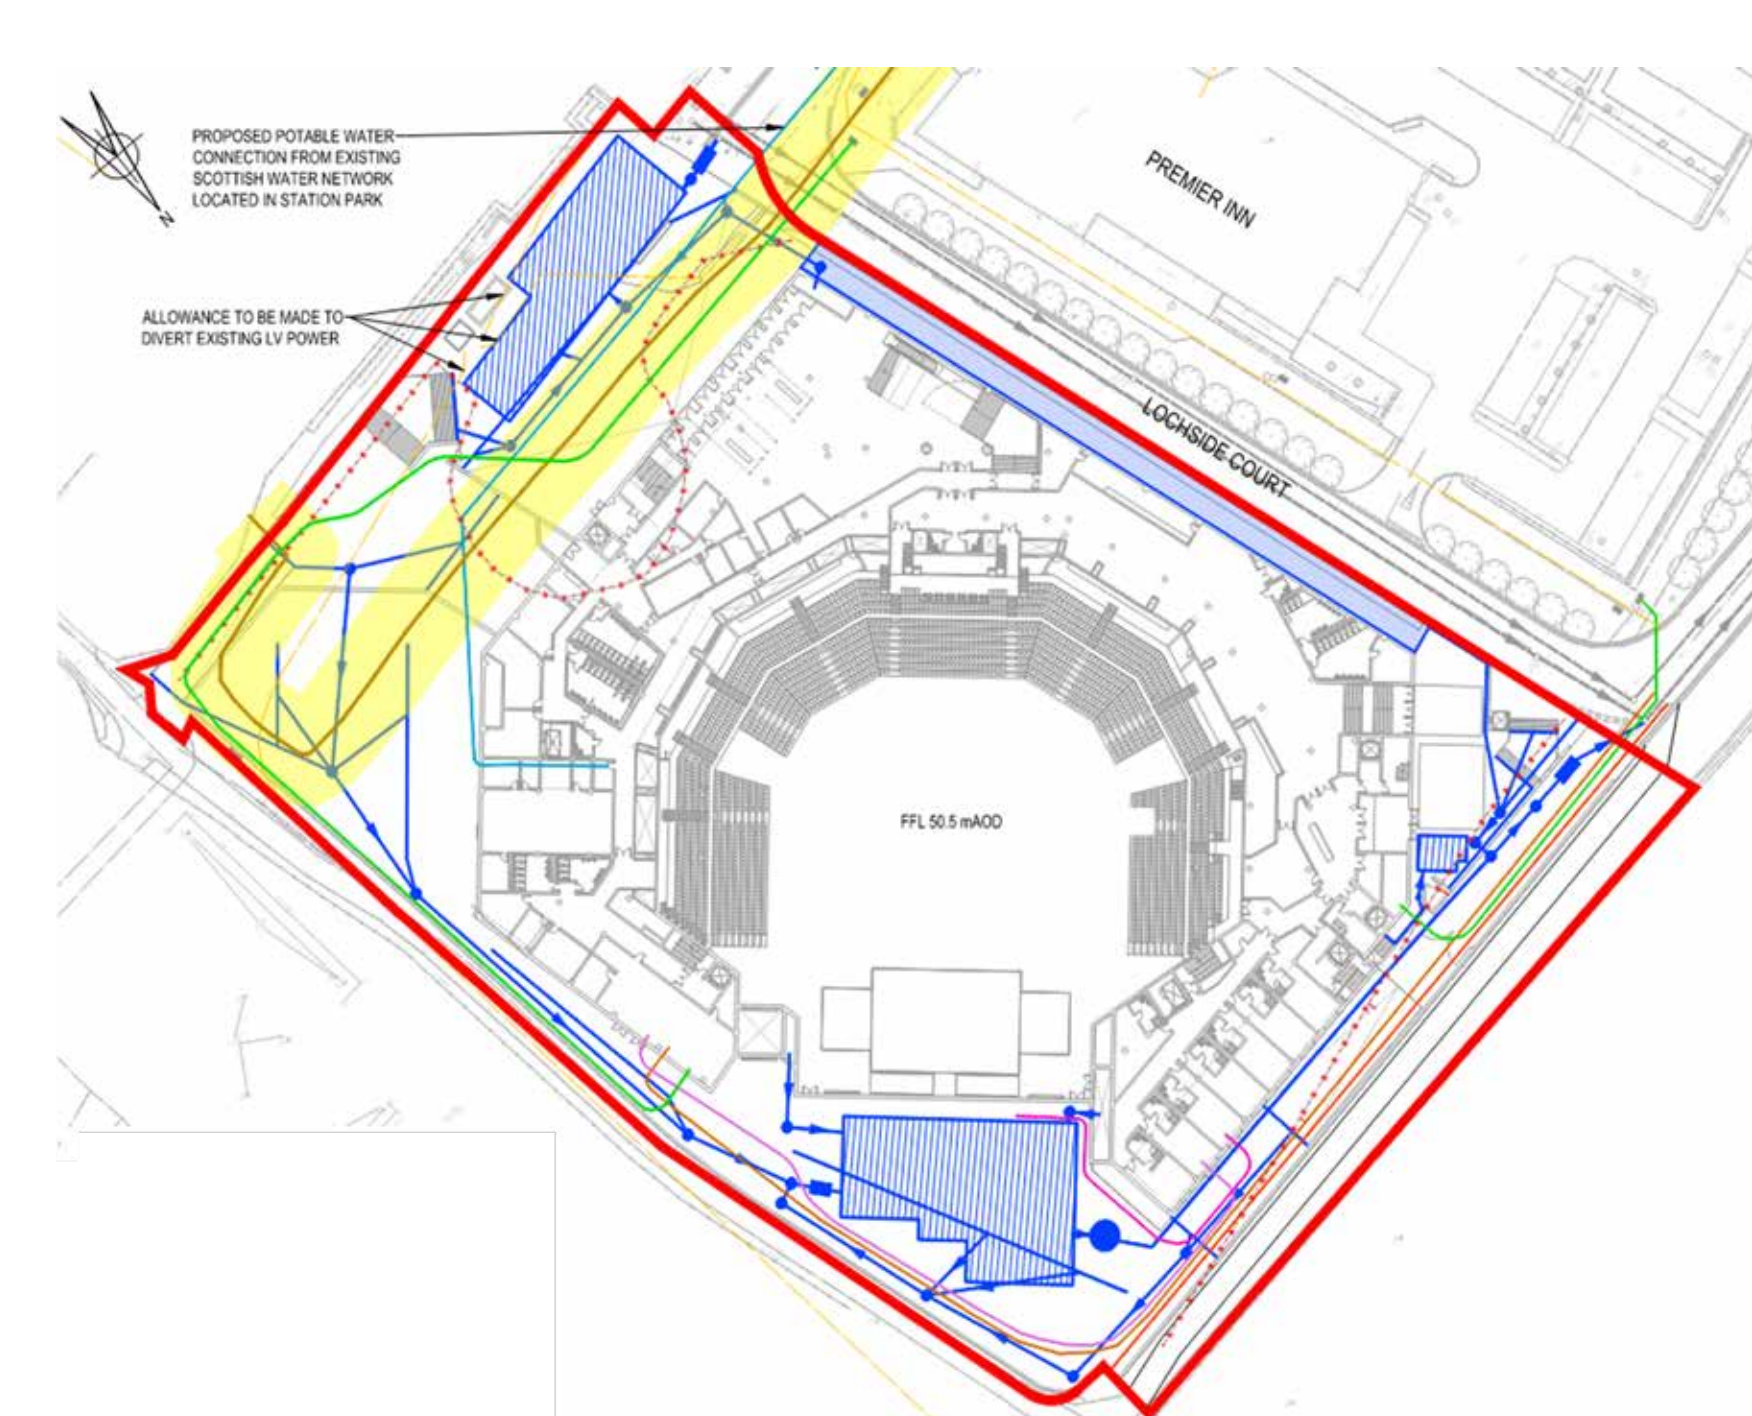 PROPOSED POTABLE WATER
CONNECTION FROM EXISTING
SCOTTISH WATER NETWORK
LOCATED IN STATION PARK
N
ALLOWANCE TO BE MADE TO
DIVERT EXISTING LV POWER
PREMIER INN
LOCHSIDE COURT
FFL 50.5 mAOD